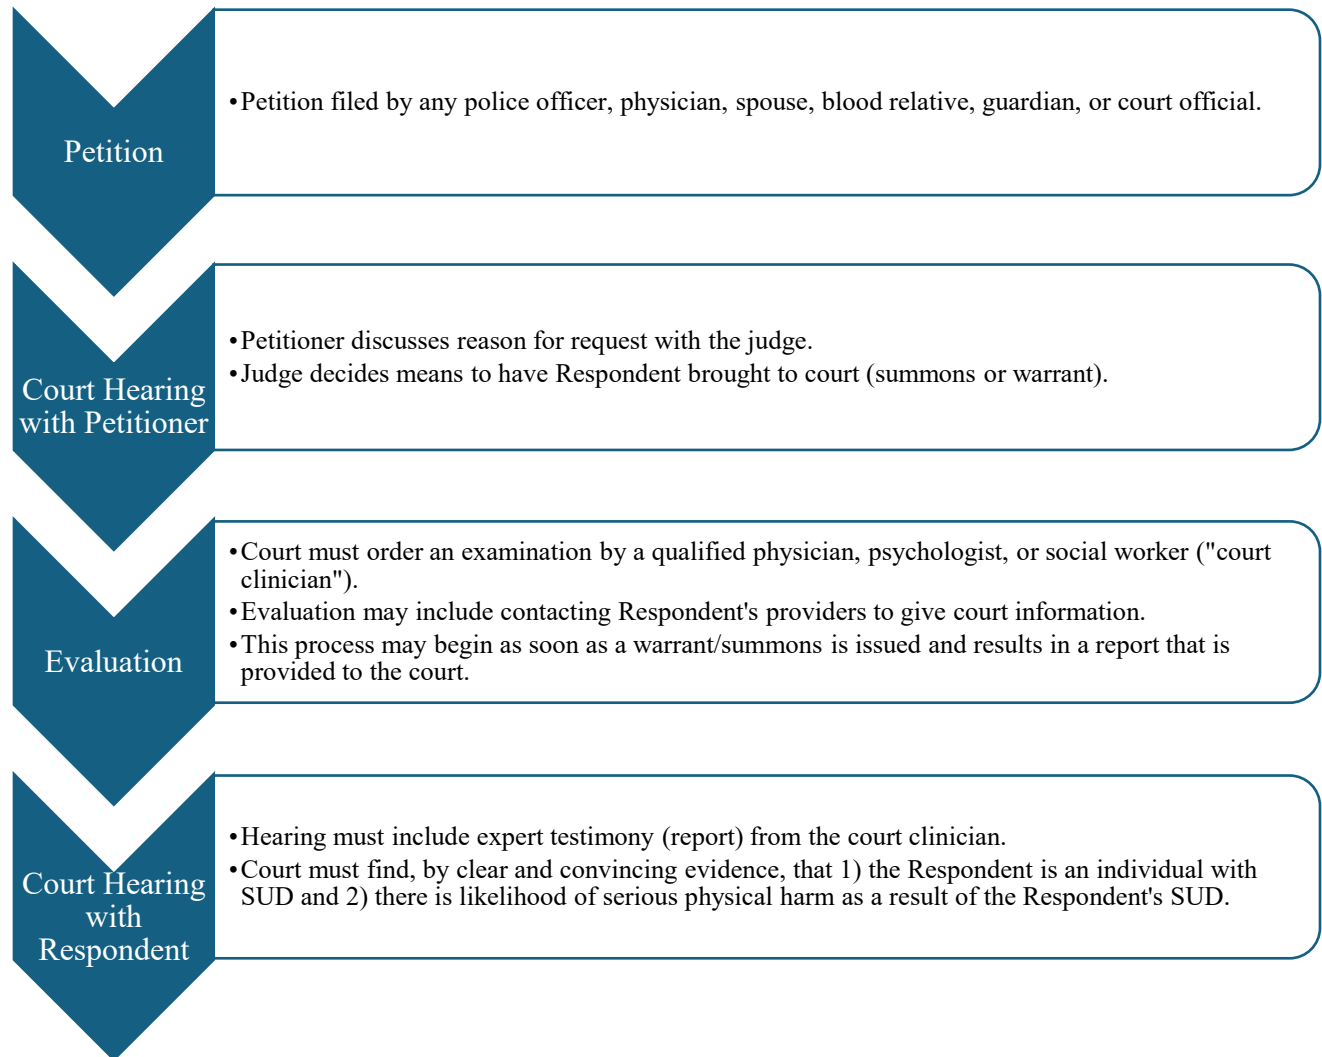 Petition
•Petition filed by any police officer, physician, spouse, blood relative, guardian, or court official.
Court Hearing
with Petitioner
•Petitioner discusses reason for request with the judge.
•Judge decides means to have Respondent brought to court (summons or warrant).
Evaluation
•Court must order an examination by a qualified physician, psychologist, or social worker ("court
clinician").
•Evaluation may include contacting Respondent's providers to give court information.
•This process may begin as soon as a warrant/summons is issued and results in a report that is
provided to the court.
Court Hearing
with
Respondent
•Hearing must include expert testimony (report) from the court clinician.
•Court must find, by clear and convincing evidence, that 1) the Respondent is an individual with
SUD and 2) there is likelihood of serious physical harm as a result of the Respondent's SUD.